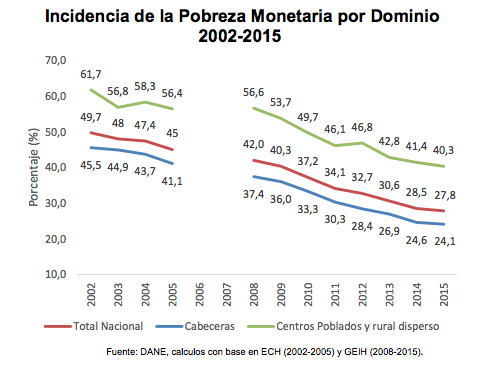 Incidencia de la Pobreza Monetaria por Dominio
2002-2015
Porcentaje (%)
70,0
60,0
50,0
40,0
30,0
20,0
10,0
61,7 56,8 58,3 56,4 56,6 53,7 49,7 46,1 46,8 42,8 41,4 40,3
49,7 48 47,4 45 42,0 40,3 37,2 34,1 32,7 30,6 28,5 27,8
45,5 44,9 43,7 41,1 37,4 36,0 33,3 30,3 28,4 26,9 24,6 24,1
2002 2003 2004 2005 2006 2007 2008 2009 2010 2011 2012 2013 2014 2015
Total Nacional Cabeceras Centros Poblados y rural disperso
Fuente: DANE, calculos con base en ECH (2002-2005) y GEIH (2008-2015).